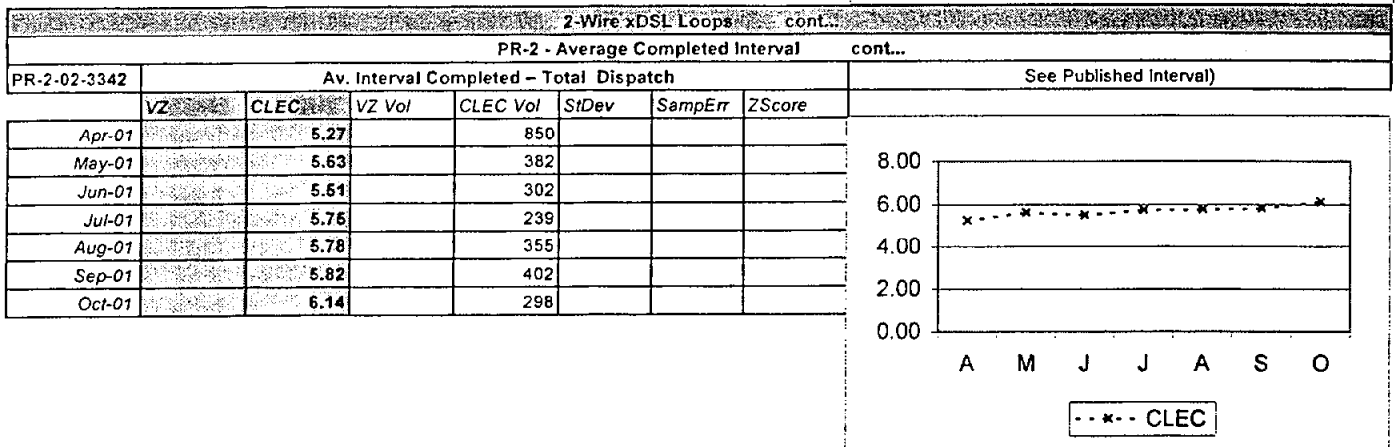 2-Wire xDSL Loops cont...
PR-2 - Average Completed Interval cont...
PR-2-02-3342 Av. Interval Completed – Total Dispatch See Published Interval)
VZ CLEC VZ Vol CLEC Vol StDev SampErr ZScore
Apr-01 5.27 850
May-01 5.63 382
Jun-01 5.51 302
Jul-01 5.75 239
Aug-01 5.78 355
Sep-01 5.82 402
Oct-01 6.14 298
8.00
6.00
4.00
2.00
0.00
A M J J A S O
CLEC